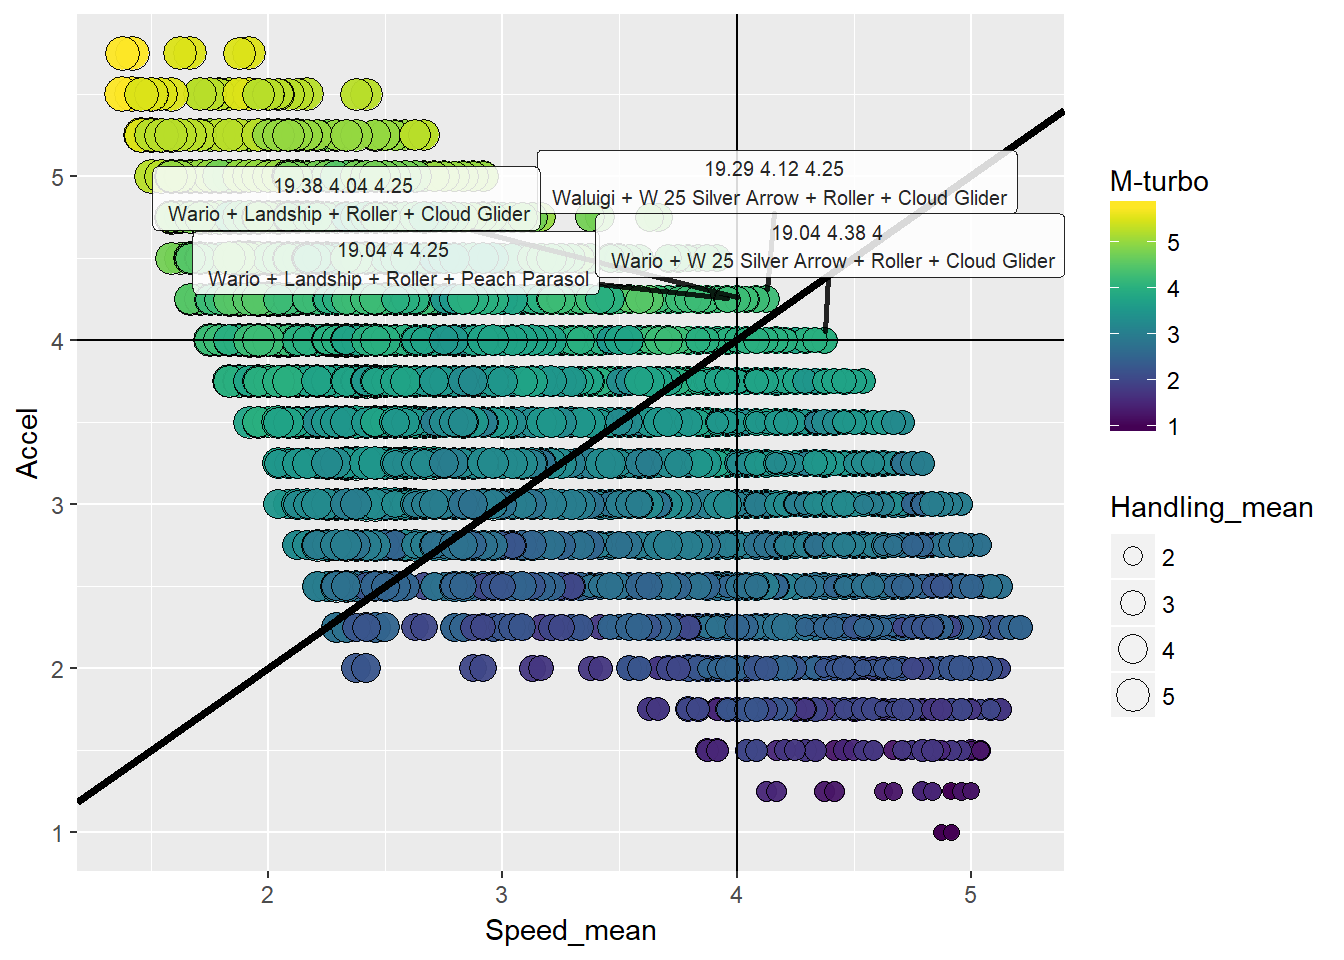 19.29 4.12 4.25
Waluigi + W 25 Silver Arrow + Roller + Cloud Glider
19.38 4.04 4.25
Wario + Landship + Roller + Cloud Glider
19.04 4.38 4
Wario + W 25 Silver Arrow + Roller + Cloud Glider
19.04 4 4.25
Wario + Landship + Roller + Peach Parasol
5
4
3
2
1
Accel
2
3
4
5
Speed_mean
M-turbo
5
4
3
2
1
Handling_mean
2
3
4
5